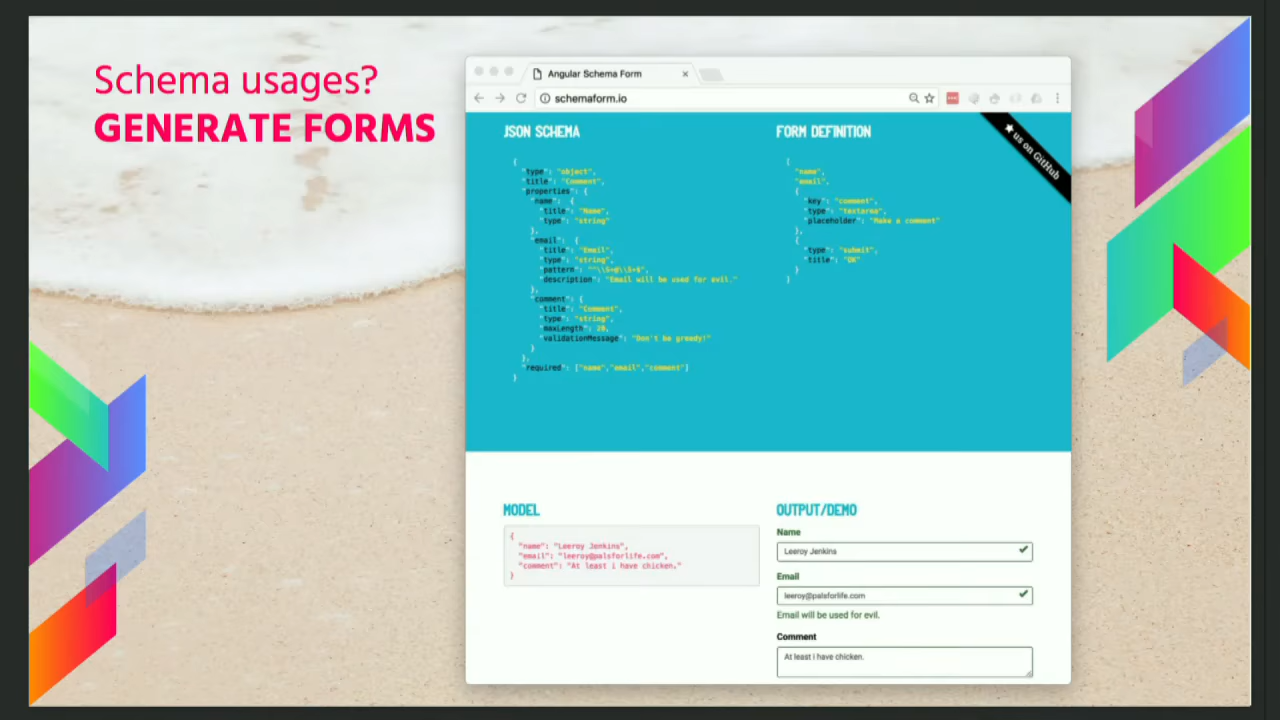 Schema usages?
GENERATE FORMS
Angular Schema Form
schemaform.io
JSON SCHEMA
{
"type": "object",
"title": "Comment",
"properties": {
"name": {
"title": "Name",
"type": "string"
},
"email": {
"title": "Email",
"type": "string",
"pattern": "^\\S+@\\S+$",
"description": "Email will be used for evil."
},
"comment": {
"title": "Comment",
"type": "string",
"maxLength": 20,
"validationMessage": "Don't be greedy!"
}
},
"required": ["name","email","comment"]
}
FORM DEFINITION
[
"name",
"email",
{
"key": "comment",
"type": "textarea",
"placeholder": "Make a comment"
},
{
"type": "submit",
"title": "OK"
}
]
★ us on GitHub
MODEL
{
"name": "Leeroy Jenkins",
"email": "leeroy@palsforlife.com",
"comment": "At least i have chicken."
}
OUTPUT/DEMO
Name
Leeroy Jenkins
Email
leeroy@palsforlife.com
Email will be used for evil.
Comment
At least i have chicken.